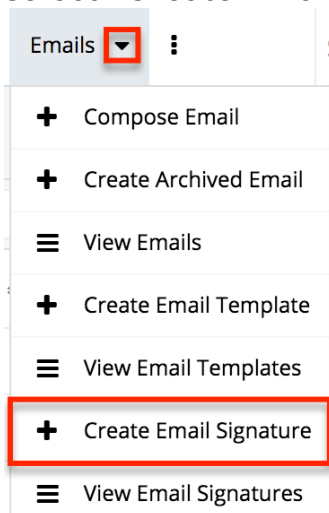 Emails
Compose Email
Create Archived Email
View Emails
Create Email Template
View Email Templates
Create Email Signature
View Email Signatures